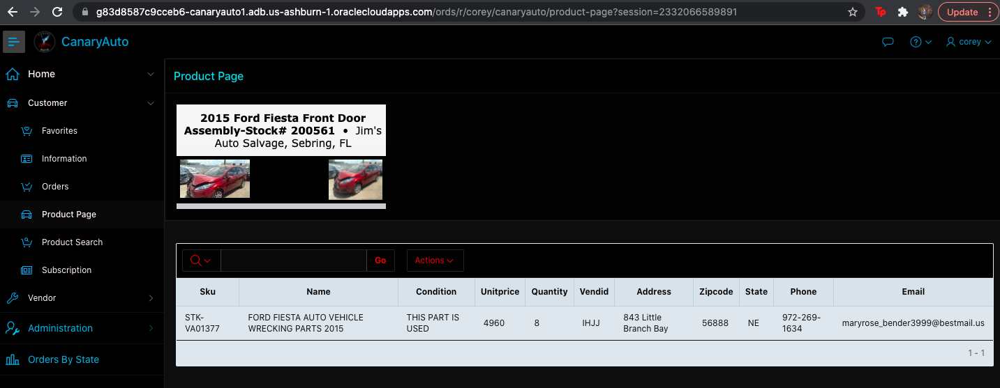 g83d8587c9cceb6-canaryauto1.adb.us-ashburn-1.oraclecloudapps.com/ords/r/corey/canaryauto/product-page?session=2332066589891
Tp
Update
CanaryAuto
corey
Home
Customer
Favorites
Information
Orders
Product Page
Product Search
Subscription
Vendor
Administration
Orders By State
Product Page
2015 Ford Fiesta Front Door
Assembly-Stock# 200561 • Jim's
Auto Salvage, Sebring, FL
Go
Actions
Sku Name Condition Unitprice Quantity Vendid Address Zipcode State Phone Email
STK-
VA01377
FORD FIESTA AUTO VEHICLE
WRECKING PARTS 2015
THIS PART IS
USED
4960
8
IHJJ
843 Little
Branch Bay
56888
NE
972-269-
1634
maryrose_bender3999@bestmail.us
1 - 1